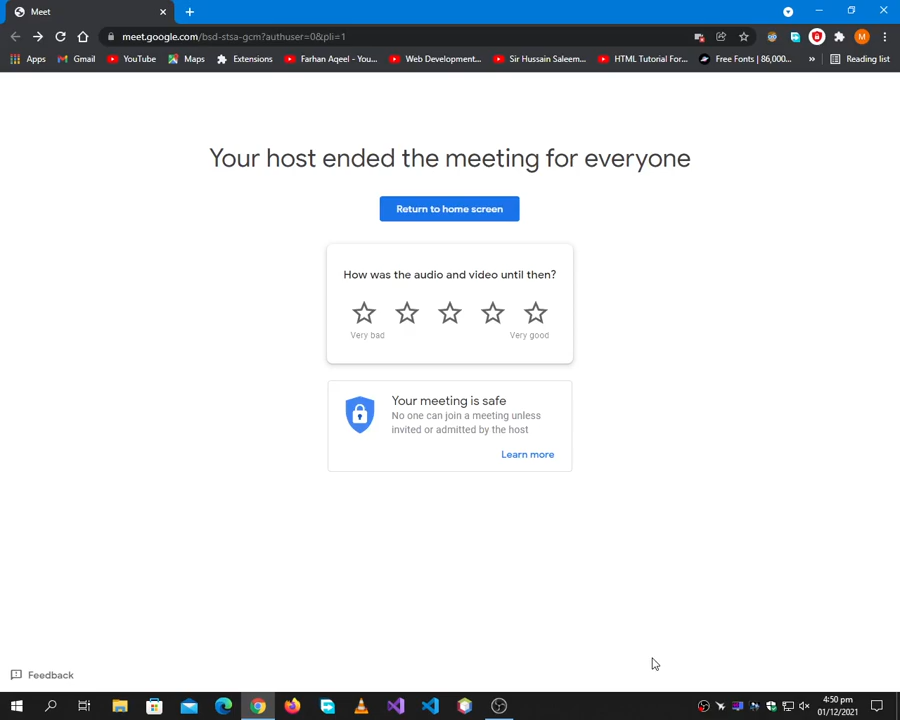 Meet
meet.google.com/bsd-stsa-gcm?authuser=0&pli=1
M
Apps
Gmail
YouTube
Maps
Extensions
Farhan Aqeel - You...
Web Development...
Sir Hussain Saleem...
HTML Tutorial For...
Free Fonts | 86,000...
»
Reading list
Your host ended the meeting for everyone
Return to home screen
How was the audio and video until then?
Very bad
Very good
Your meeting is safe
No one can join a meeting unless
invited or admitted by the host
Learn more
Feedback
4:50 pm
01/12/2021